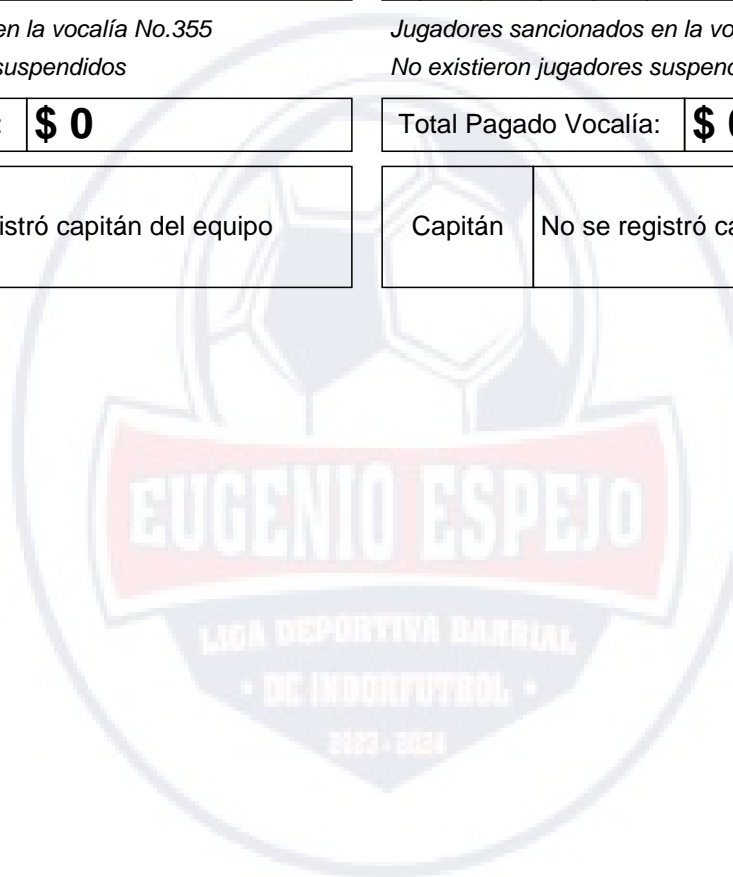 en la vocalía No.355
suspendidos
$ 0
istró capitán del equipo
Jugadores sancionados en la vo
No existieron jugadores suspend
Total Pagado Vocalía: $
Capitán No se registró ca
EUGENIO ESPEJO
LIGA DEPORTIVA BARRIAL
• DE INDORFUTBOL •
2023 - 2024